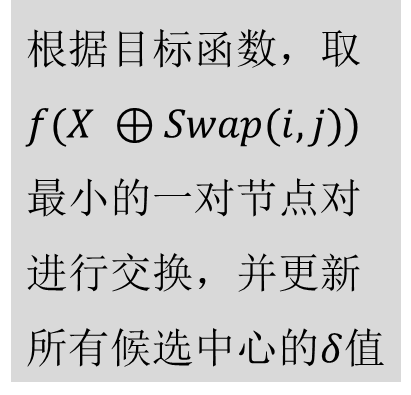 根据目标函数，取
f(X ⊕ Swap(i,j))
最小的一对节点对
进行交换，并更新
所有候选中心的δ值